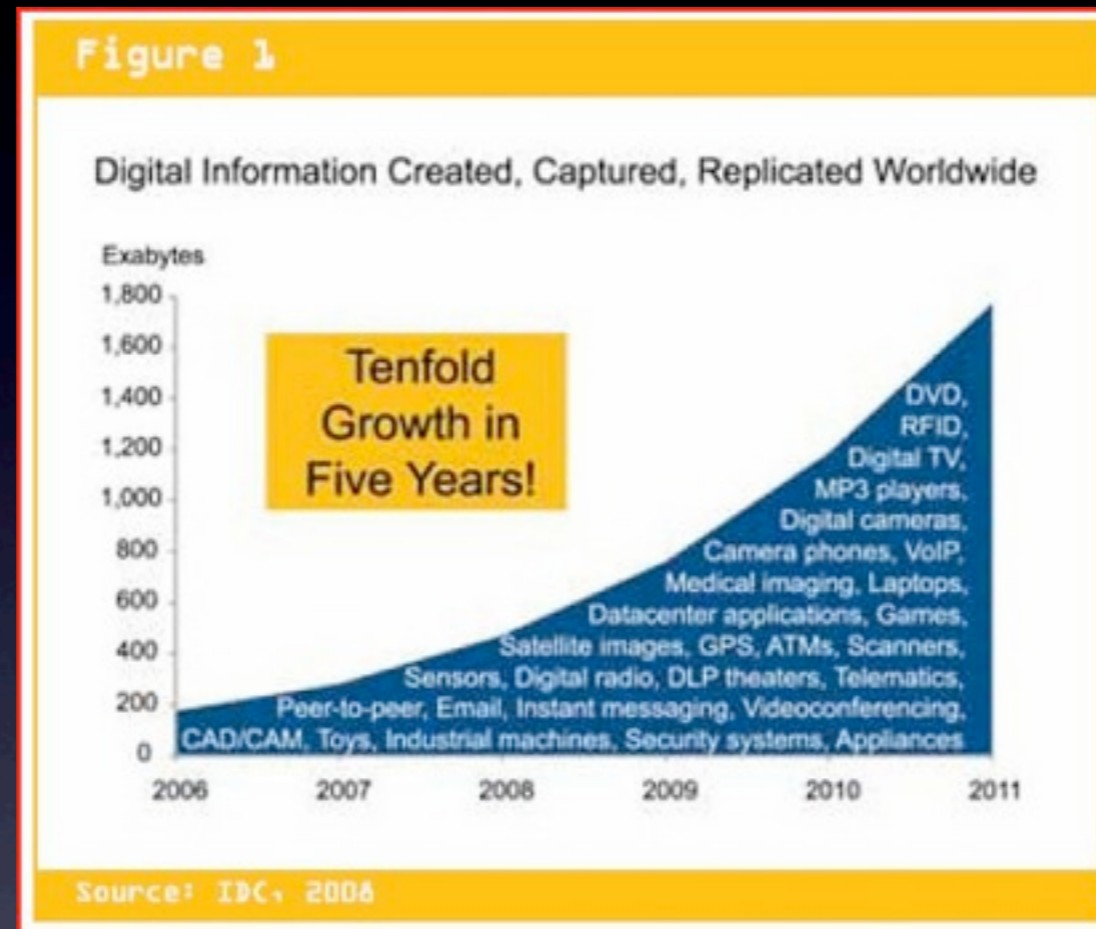 Figure 1
Digital Information Created, Captured, Replicated Worldwide
Exabytes
1,800
1,600
1,400
1,200
1,000
800
600
400
200
0
Tenfold
Growth in
Five Years!
DVD,
RFID,
Digital TV,
MP3 players,
Digital cameras,
Camera phones, VoIP,
Medical imaging, Laptops,
Datacenter applications, Games,
Satellite images, GPS, ATMs, Scanners,
Sensors, Digital radio, DLP theaters, Telematics,
Peer-to-peer, Email, Instant messaging, Videoconferencing,
CAD/CAM, Toys, Industrial machines, Security systems, Appliances
2006 2007 2008 2009 2010 2011
Source: IDC, 2008